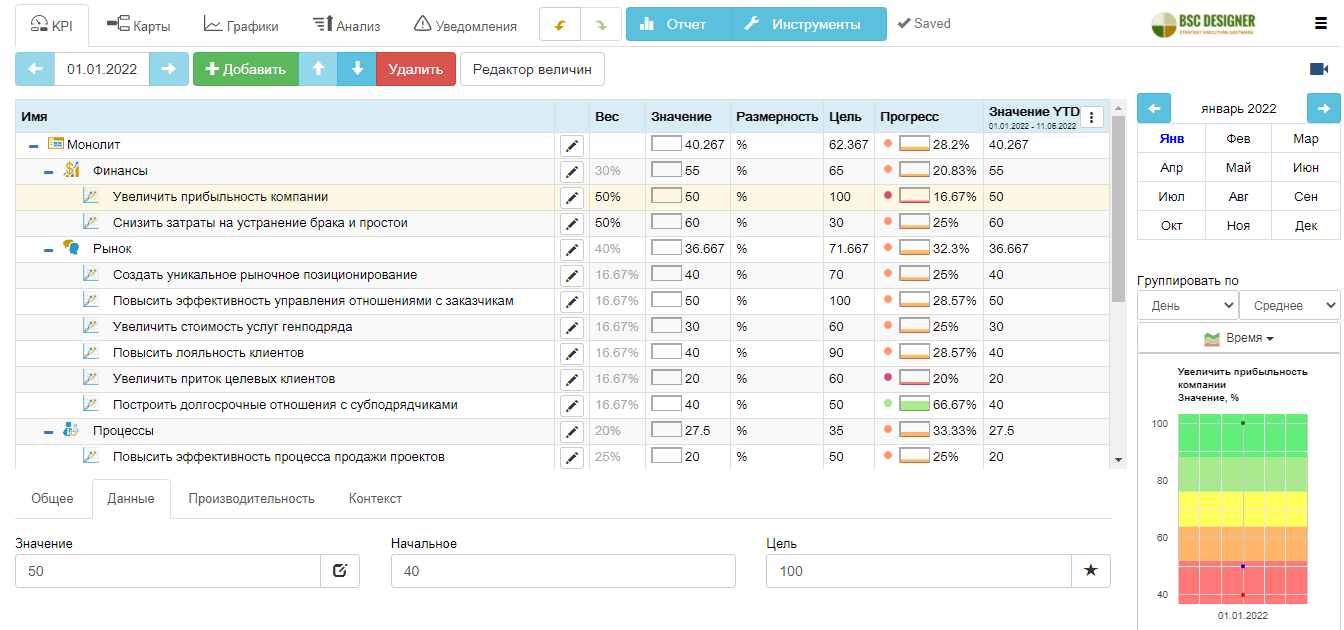 KPI Карты Графики Анализ Уведомления Отчет Инструменты Saved BSC DESIGNER
STRATEGY EXECUTION SOFTWARE
01.01.2022 Добавить Удалить Редактор величин
Имя Вес Значение Размерность Цель Прогресс Значение YTD
01.01.2022 - 11.06.2022
Монолит 40.267 % 62.367 28.2% 40.267
Финансы 30% 55 % 65 20.83% 55
Увеличить прибыльность компании 50% 50 % 100 16.67% 50
Снизить затраты на устранение брака и простои 50% 60 % 30 25% 60
Рынок 40% 36.667 % 71.667 32.3% 36.667
Создать уникальное рыночное позиционирование 16.67% 40 % 70 25% 40
Повысить эффективность управления отношениями с заказчикам 16.67% 50 % 100 28.57% 50
Увеличить стоимость услуг генподряда 16.67% 30 % 60 25% 30
Повысить лояльность клиентов 16.67% 40 % 90 28.57% 40
Увеличить приток целевых клиентов 16.67% 20 % 60 20% 20
Построить долгосрочные отношения с субподрядчиками 16.67% 40 % 50 66.67% 40
Процессы 20% 27.5 % 35 33.33% 27.5
Повысить эффективность процесса продажи проектов 25% 20 % 50 25% 20
Общее Данные Производительность Контекст
Значение Начальное Цель
50 40 100
январь 2022
Янв Фев Мар
Апр Май Июн
Июл Авг Сен
Окт Ноя Дек
Группировать по
День Среднее
Время
Увеличить прибыльность
компании
Значение, %
100
80
60
40
01.01.2022